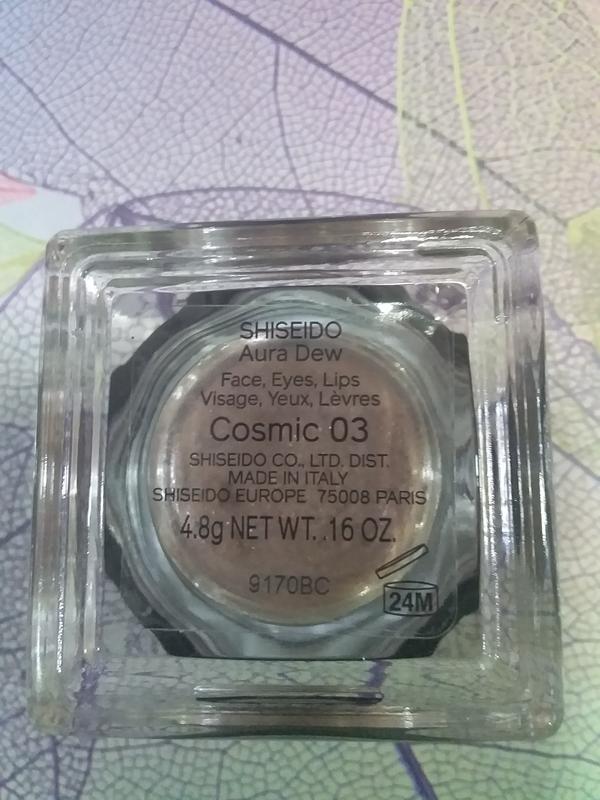 SHISEIDO
Aura Dew
Face, Eyes, Lips
Visage, Yeux, Lèvres
Cosmic 03
SHISEIDO CO., LTD. DIST.
MADE IN ITALY
SHISEIDO EUROPE 75008 PARIS
4.8g NET WT. .16 OZ.
9170BC
24M